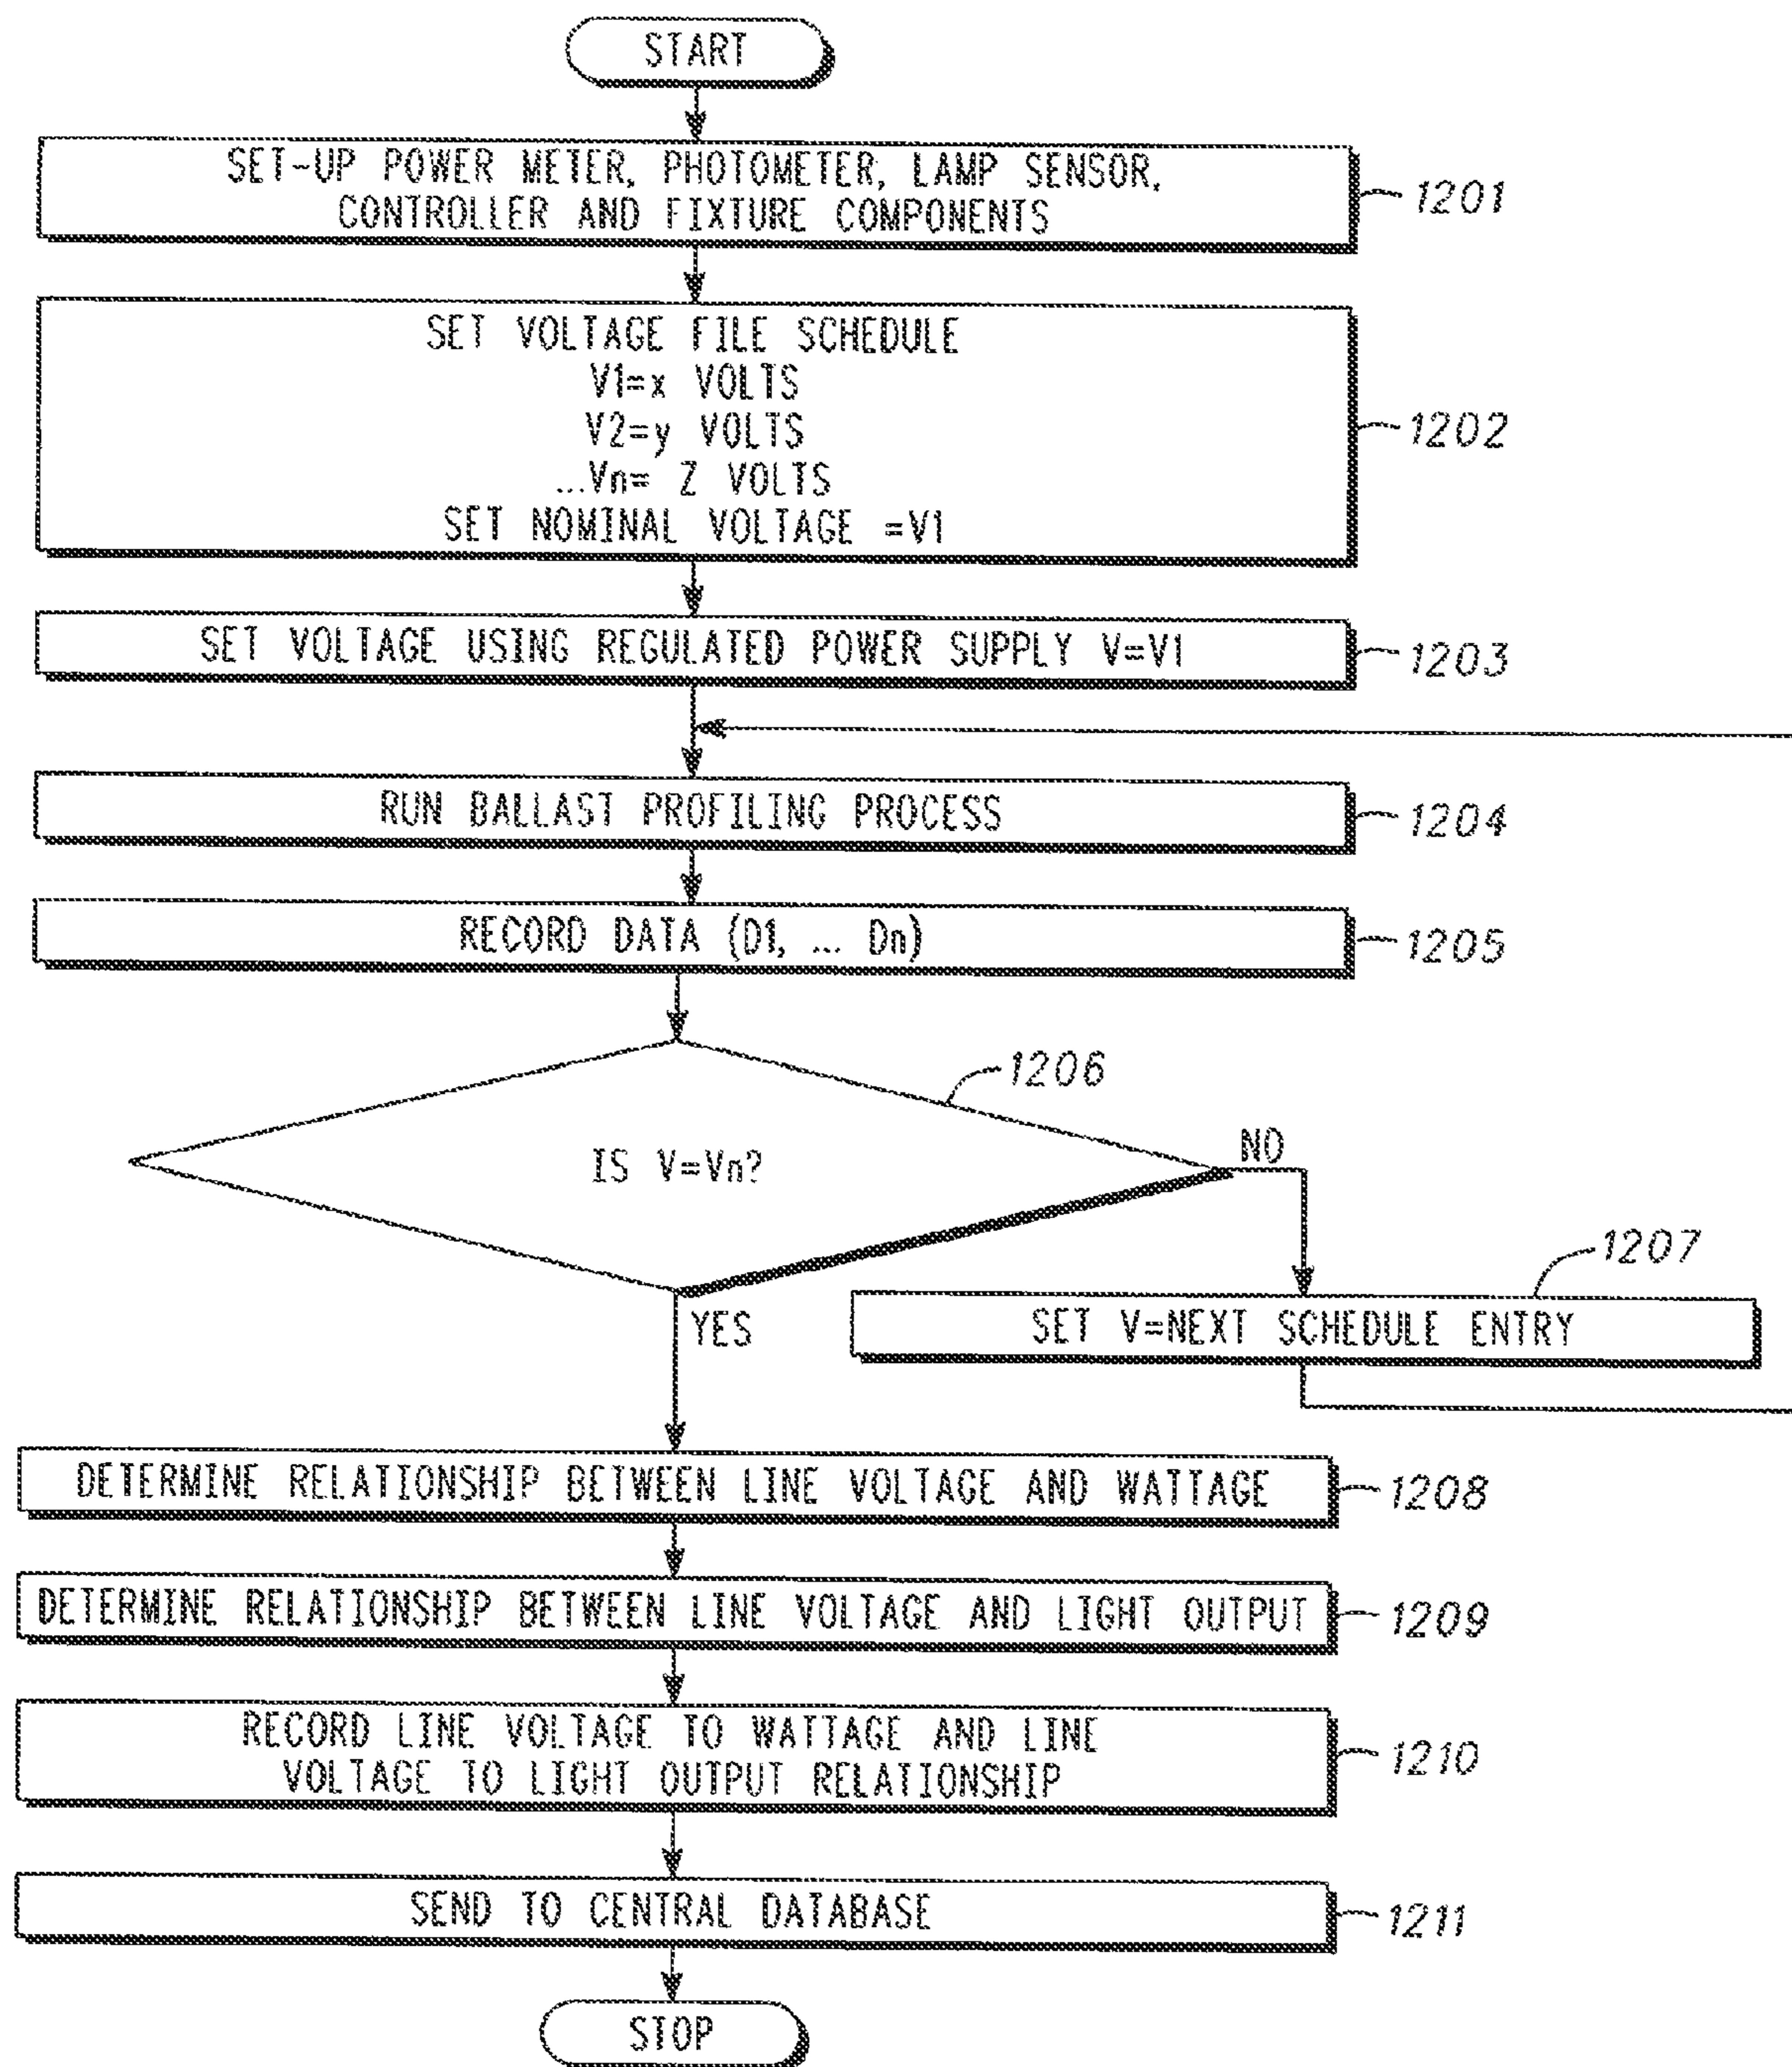 START
SET-UP POWER METER, PHOTOMETER, LAMP SENSOR,
CONTROLLER AND FIXTURE COMPONENTS
1201
SET VOLTAGE FILE SCHEDULE
V1=x VOLTS
V2=y VOLTS
...Vn= Z VOLTS
SET NOMINAL VOLTAGE =V1
1202
SET VOLTAGE USING REGULATED POWER SUPPLY V=V1
1203
RUN BALLAST PROFILING PROCESS
1204
RECORD DATA (D1, ... Dn)
1205
1206
IS V=Vn?
NO
YES
1207
SET V=NEXT SCHEDULE ENTRY
DETERMINE RELATIONSHIP BETWEEN LINE VOLTAGE AND WATTAGE
1208
DETERMINE RELATIONSHIP BETWEEN LINE VOLTAGE AND LIGHT OUTPUT
1209
RECORD LINE VOLTAGE TO WATTAGE AND LINE
VOLTAGE TO LIGHT OUTPUT RELATIONSHIP
1210
SEND TO CENTRAL DATABASE
1211
STOP